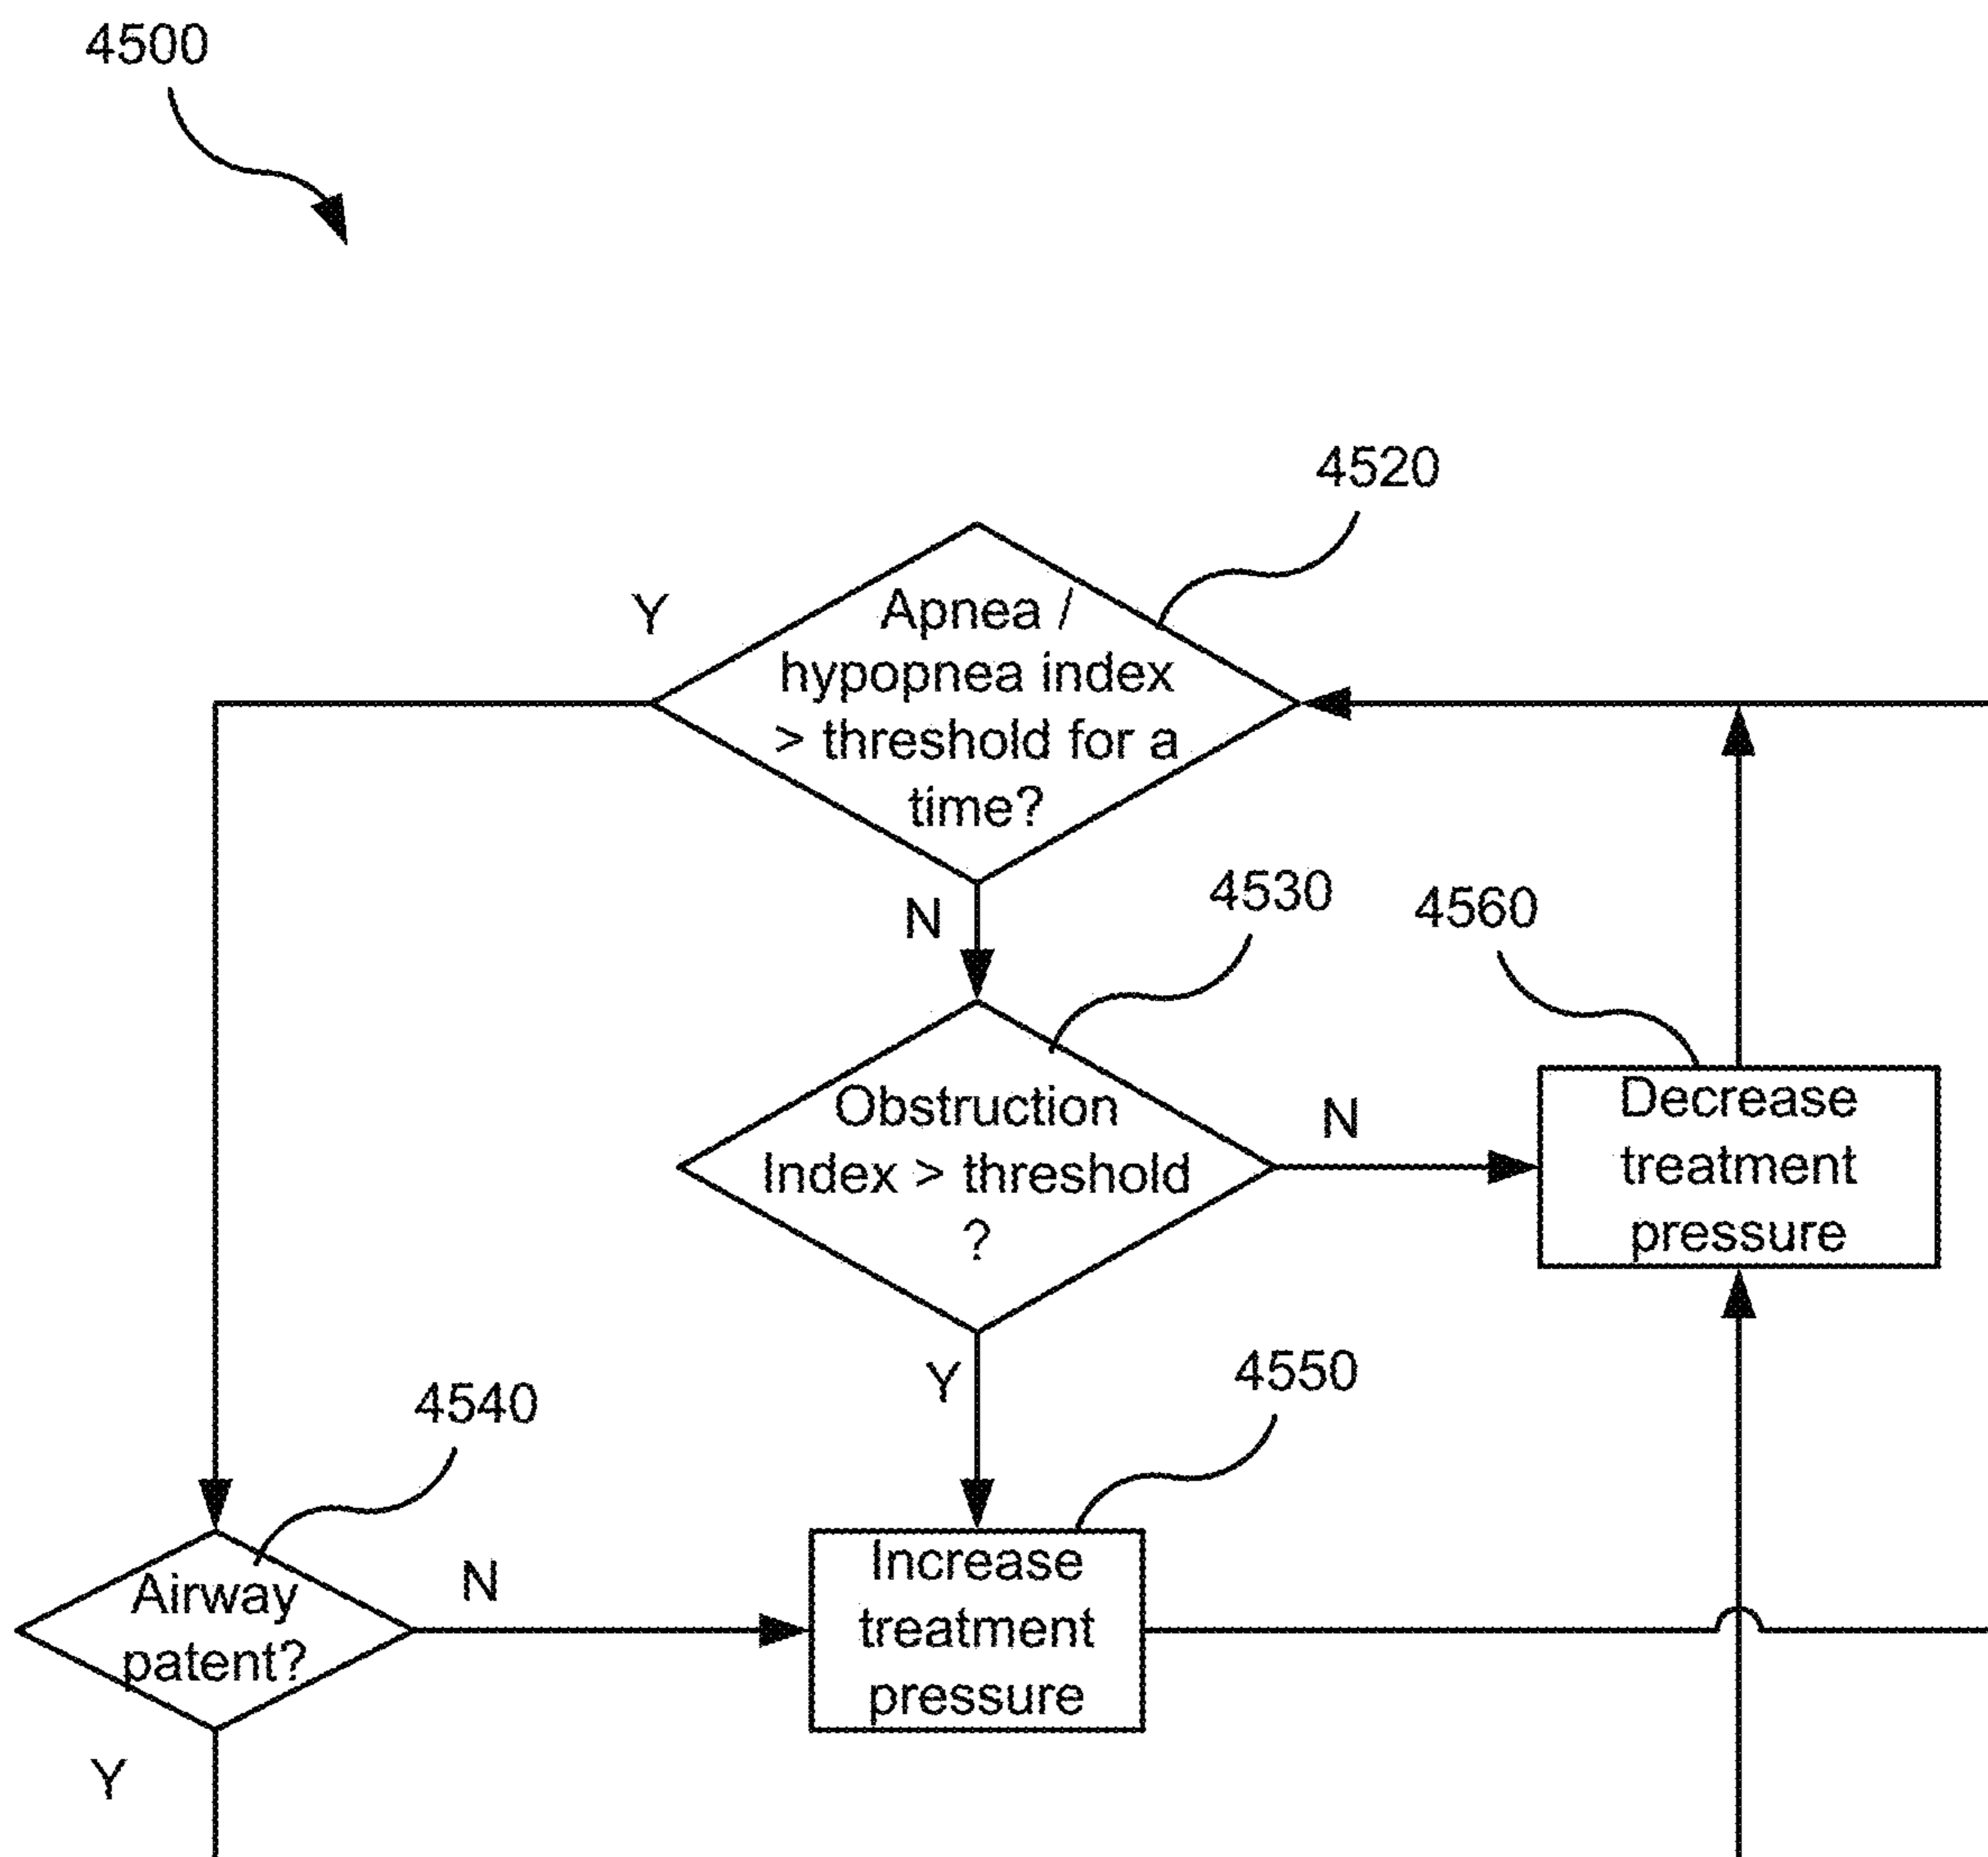 4500
4520
Y
Apnea /
hypopnea index
> threshold for a
time?
N
4530
4560
Obstruction
Index > threshold
?
N
Decrease
treatment
pressure
Y
4550
4540
Airway
patent?
N
Increase
treatment
pressure
Y